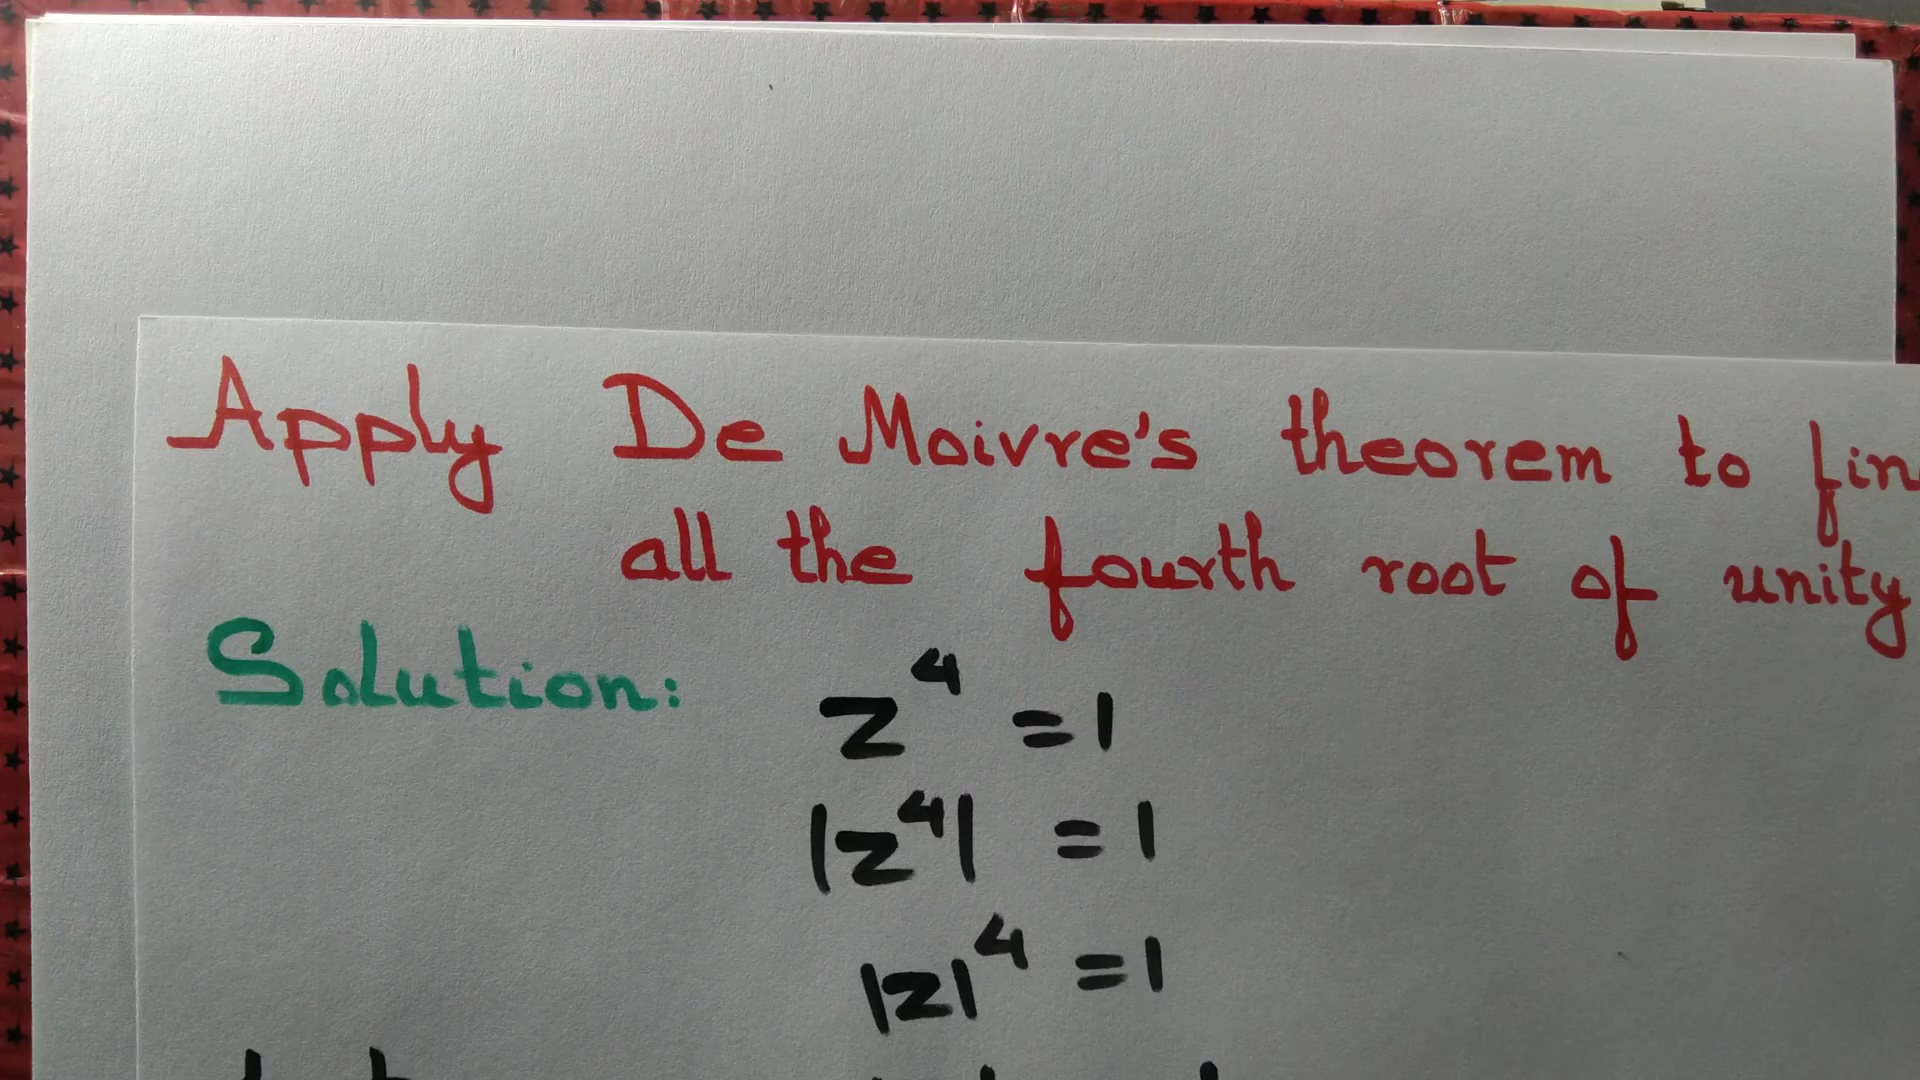 Apply De Moivre's theorem to fin
all the fourth root of unity
Solution:
z⁴ = 1
|z⁴| = 1
|z|⁴ = 1